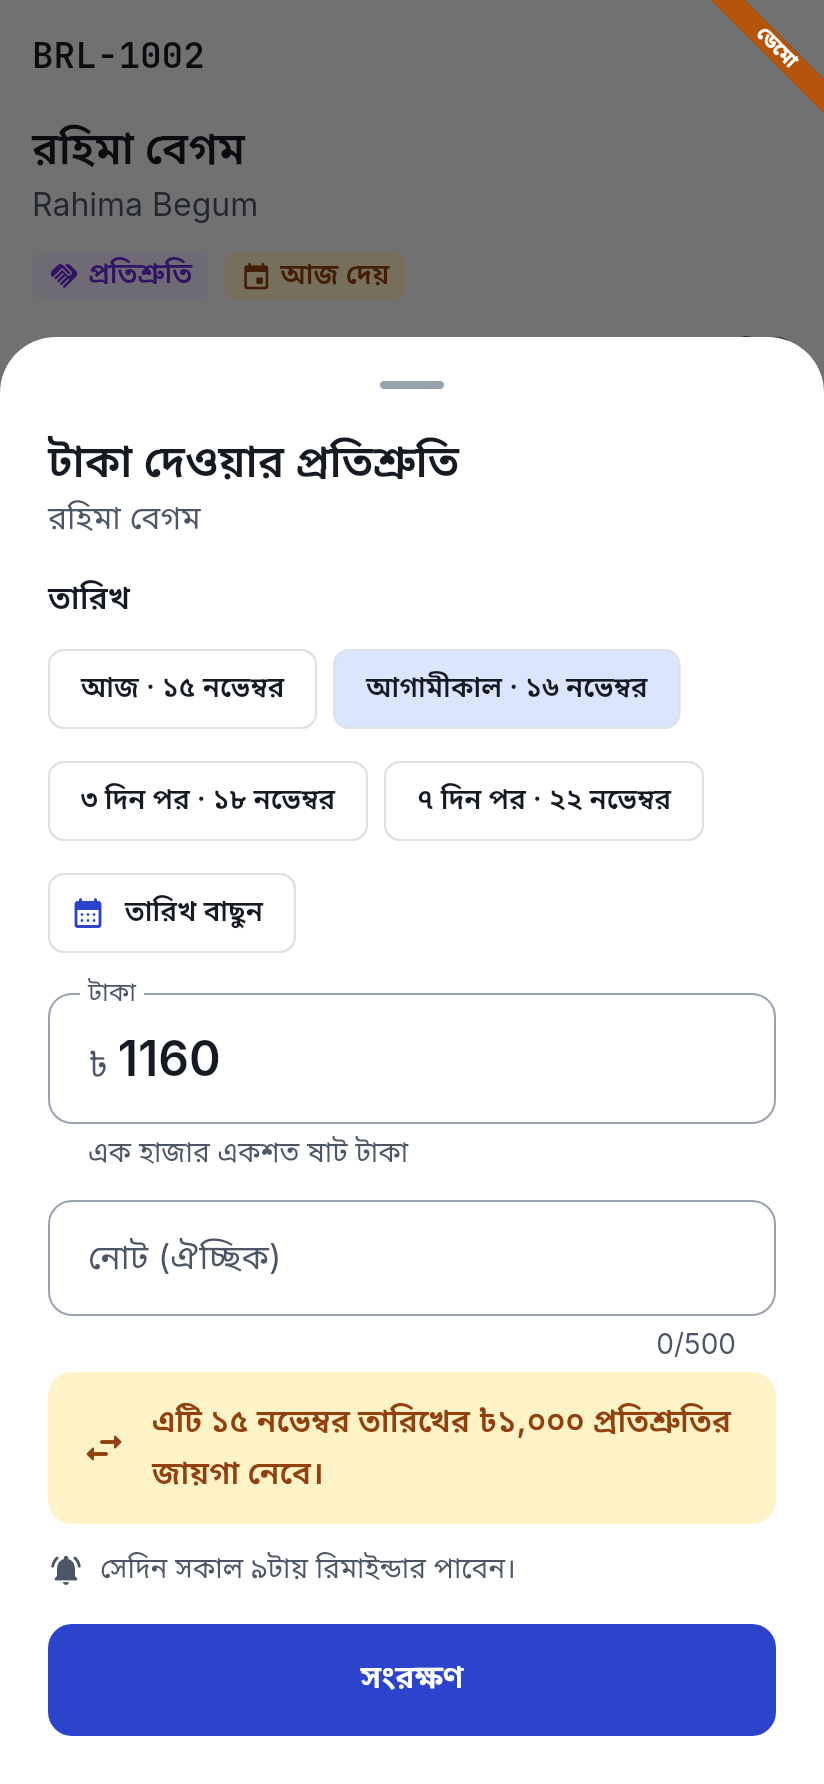 BRL-1002
ডেমো
রহিমা বেগম
Rahima Begum
প্রতিশ্রুতি
আজ দেয়
টাকা দেওয়ার প্রতিশ্রুতি
রহিমা বেগম
তারিখ
আজ · ১৫ নভেম্বর
আগামীকাল · ১৬ নভেম্বর
৩ দিন পর · ১৮ নভেম্বর
৭ দিন পর · ২২ নভেম্বর
তারিখ বাছুন
টাকা
৳ 1160
এক হাজার একশত ষাট টাকা
নোট (ঐচ্ছিক)
0/500
এটি ১৫ নভেম্বর তারিখের ৳১,০০০ প্রতিশ্রুতির
জায়গা নেবে।
সেদিন সকাল ৯টায় রিমাইন্ডার পাবেন।
সংরক্ষণ